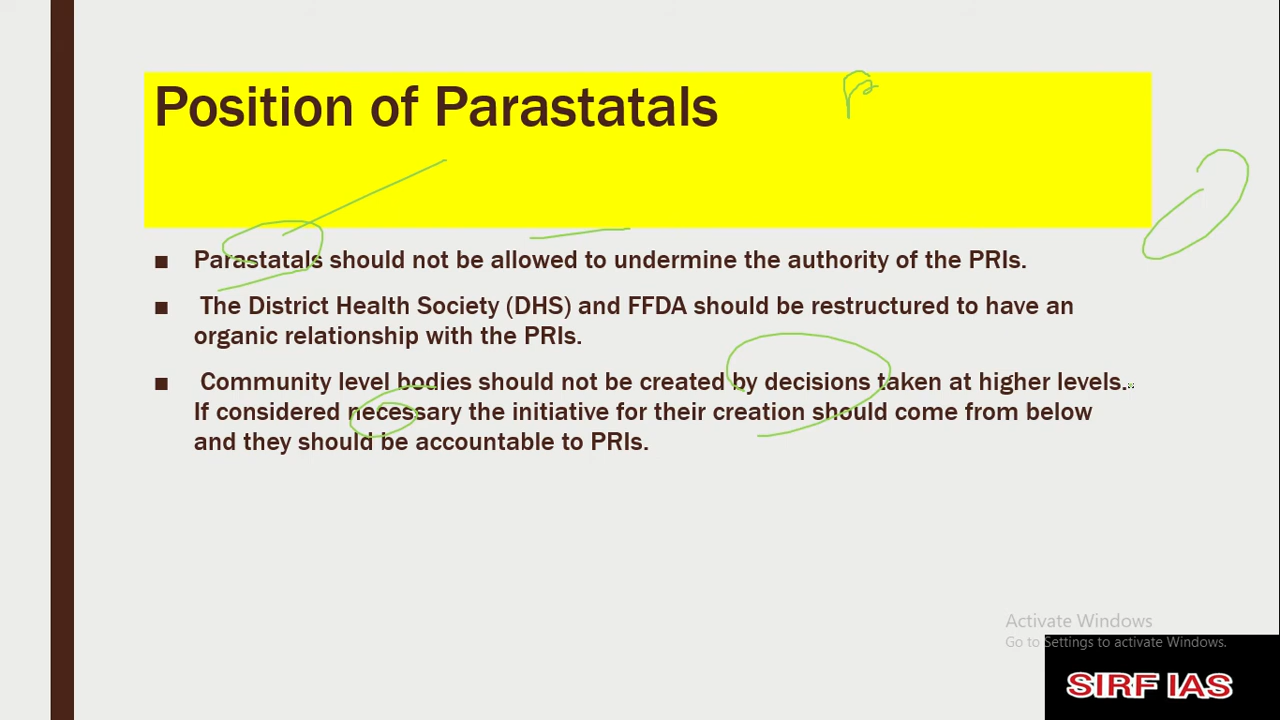 Position of Parastatals
■ Parastatals should not be allowed to undermine the authority of the PRIs.
■ The District Health Society (DHS) and FFDA should be restructured to have an
organic relationship with the PRIs.
■ Community level bodies should not be created by decisions taken at higher levels..
If considered necessary the initiative for their creation should come from below
and they should be accountable to PRIs.
Activate Windows
Go to Settings to activate Windows.
SIRF IAS